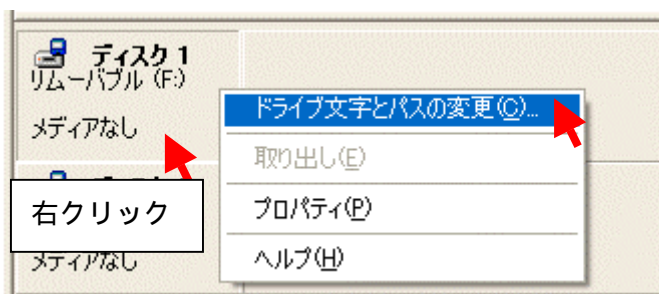 ディスク 1
リムーバブル (F:)
メディアなし
ドライブ文字とパスの変更(C)...
取り出し(E)
プロパティ(P)
ヘルプ(H)
右クリック
メディアなし